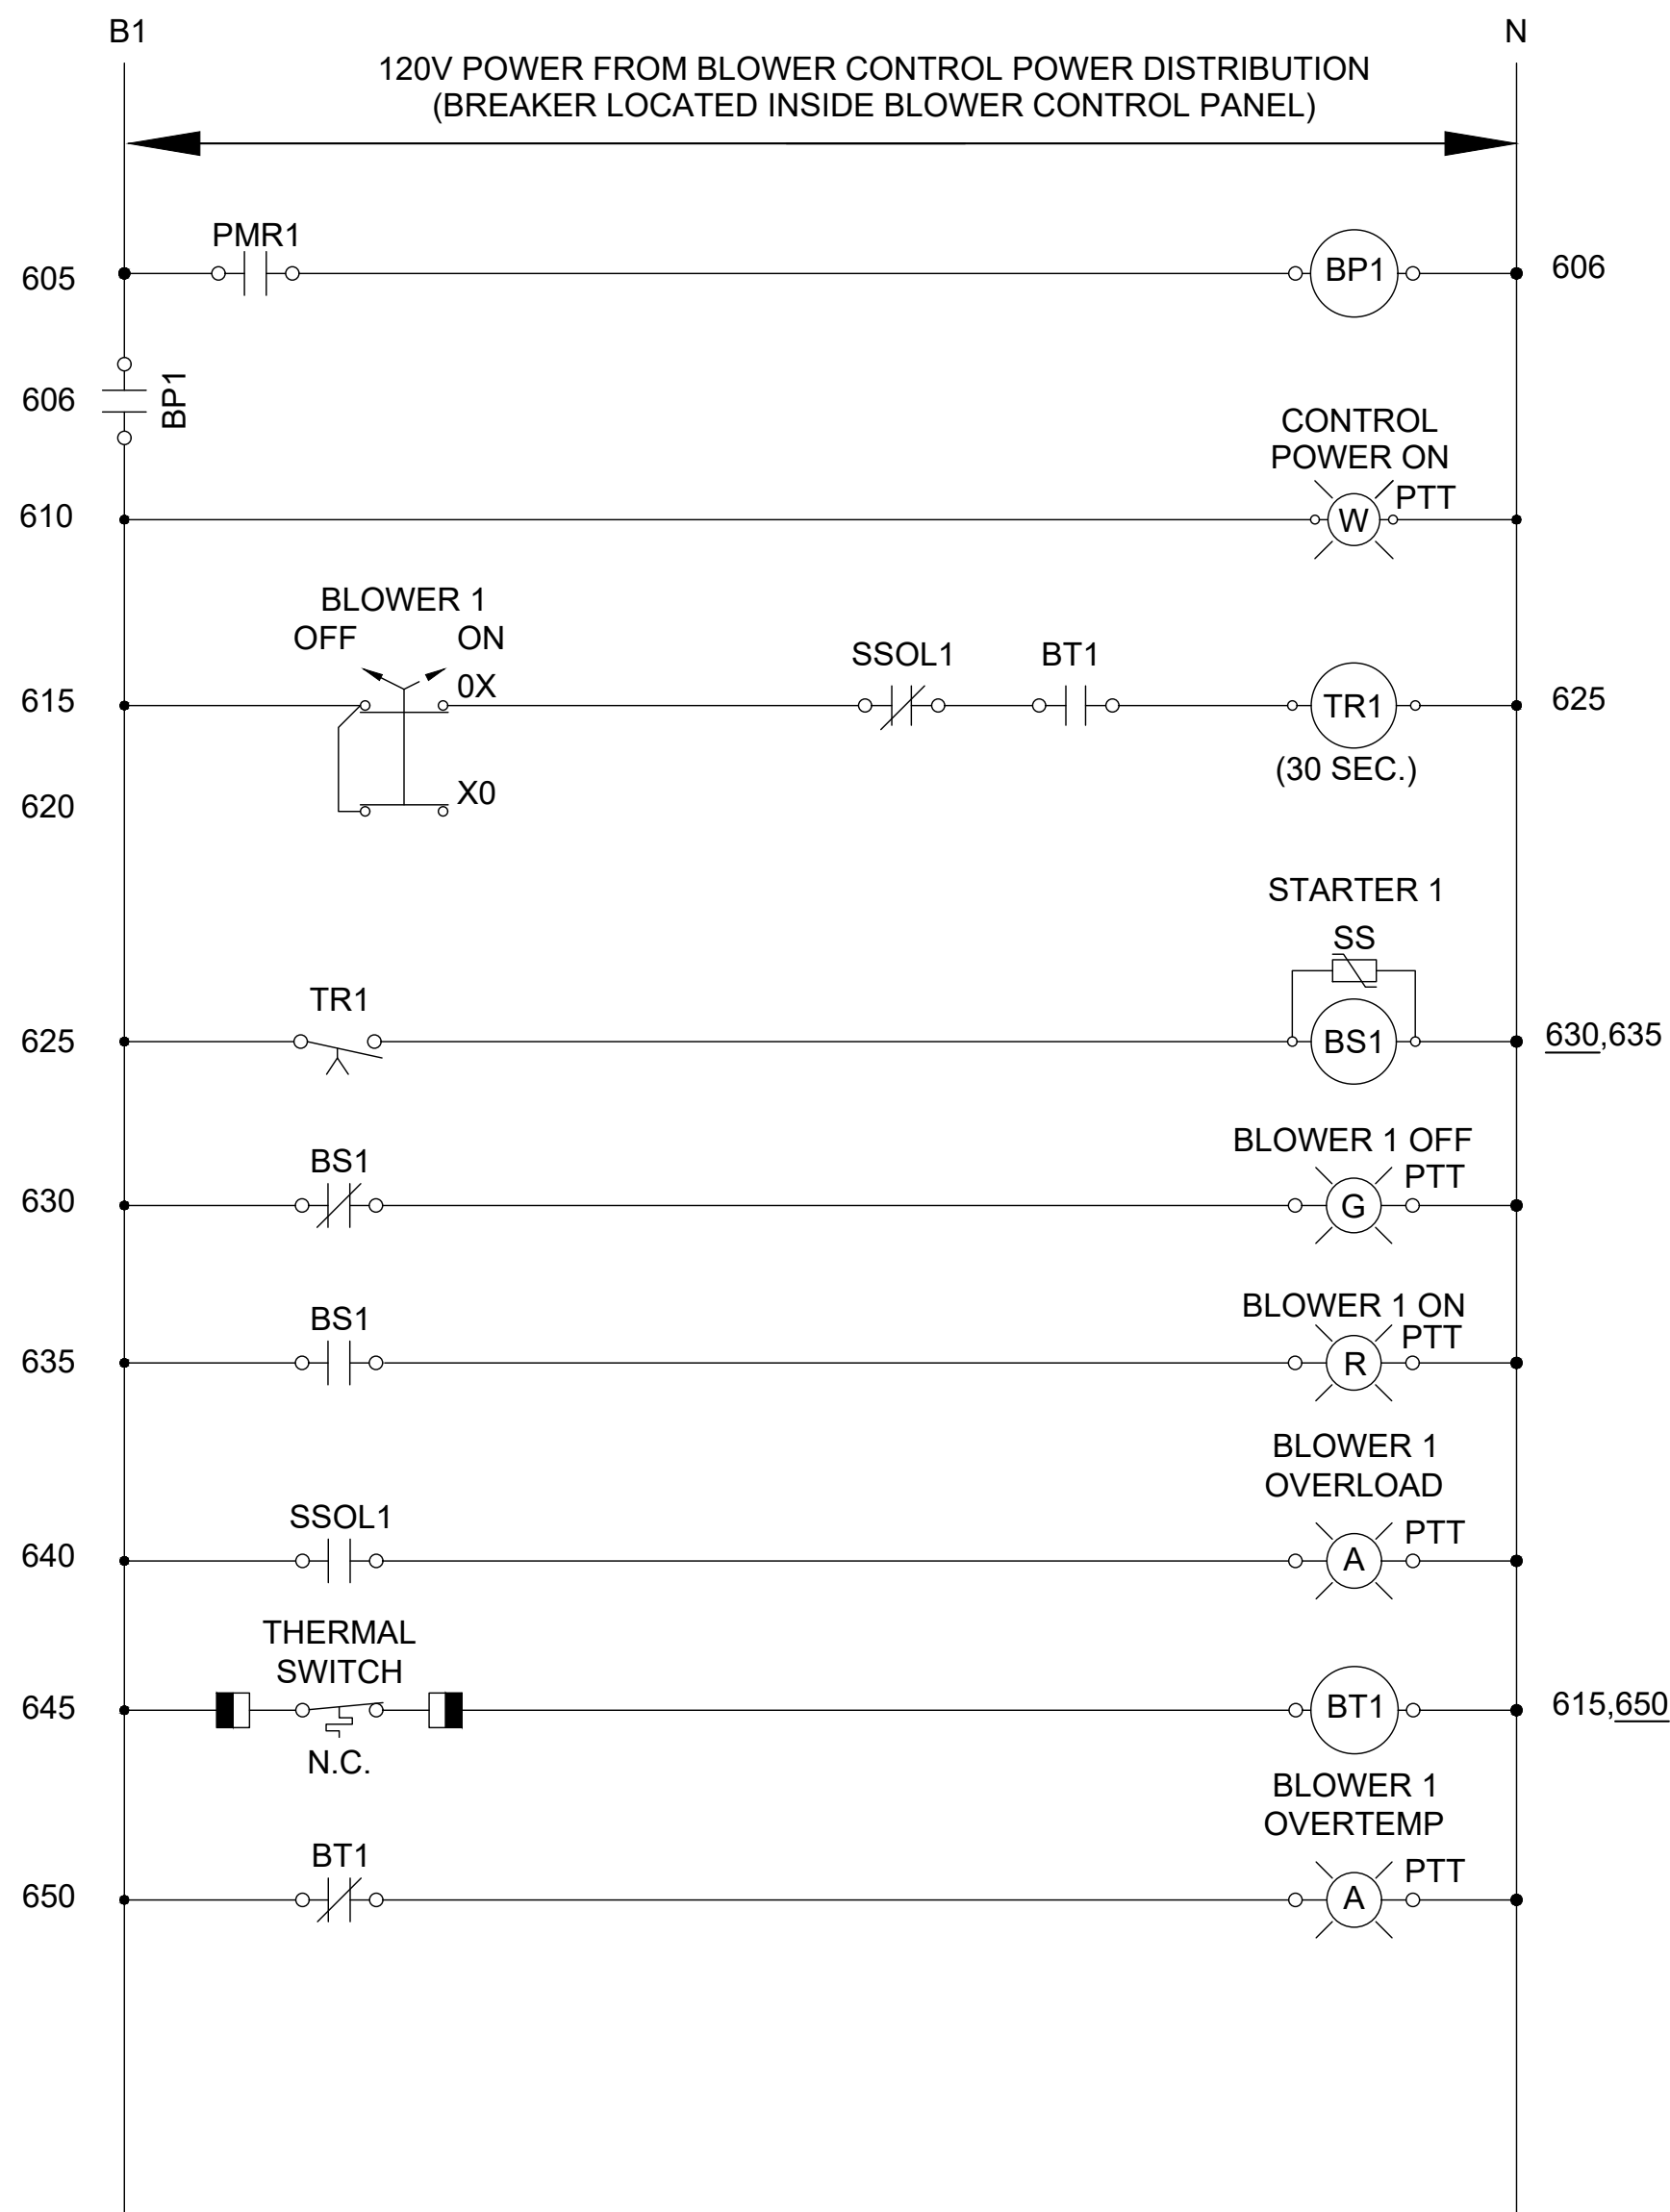 B1
N
120V POWER FROM BLOWER CONTROL POWER DISTRIBUTION
(BREAKER LOCATED INSIDE BLOWER CONTROL PANEL)
PMR1
605
BP1
606
606
BP1
CONTROL
POWER ON
PTT
610
W
BLOWER 1
OFF
ON
0X
SSOL1
BT1
615
TR1
625
(30 SEC.)
620
X0
STARTER 1
SS
TR1
625
BS1
630,635
BLOWER 1 OFF
PTT
BS1
630
G
BLOWER 1 ON
PTT
BS1
635
R
BLOWER 1
OVERLOAD
PTT
SSOL1
640
A
THERMAL
SWITCH
645
BT1
615,650
N.C.
BLOWER 1
OVERTEMP
PTT
BT1
650
A